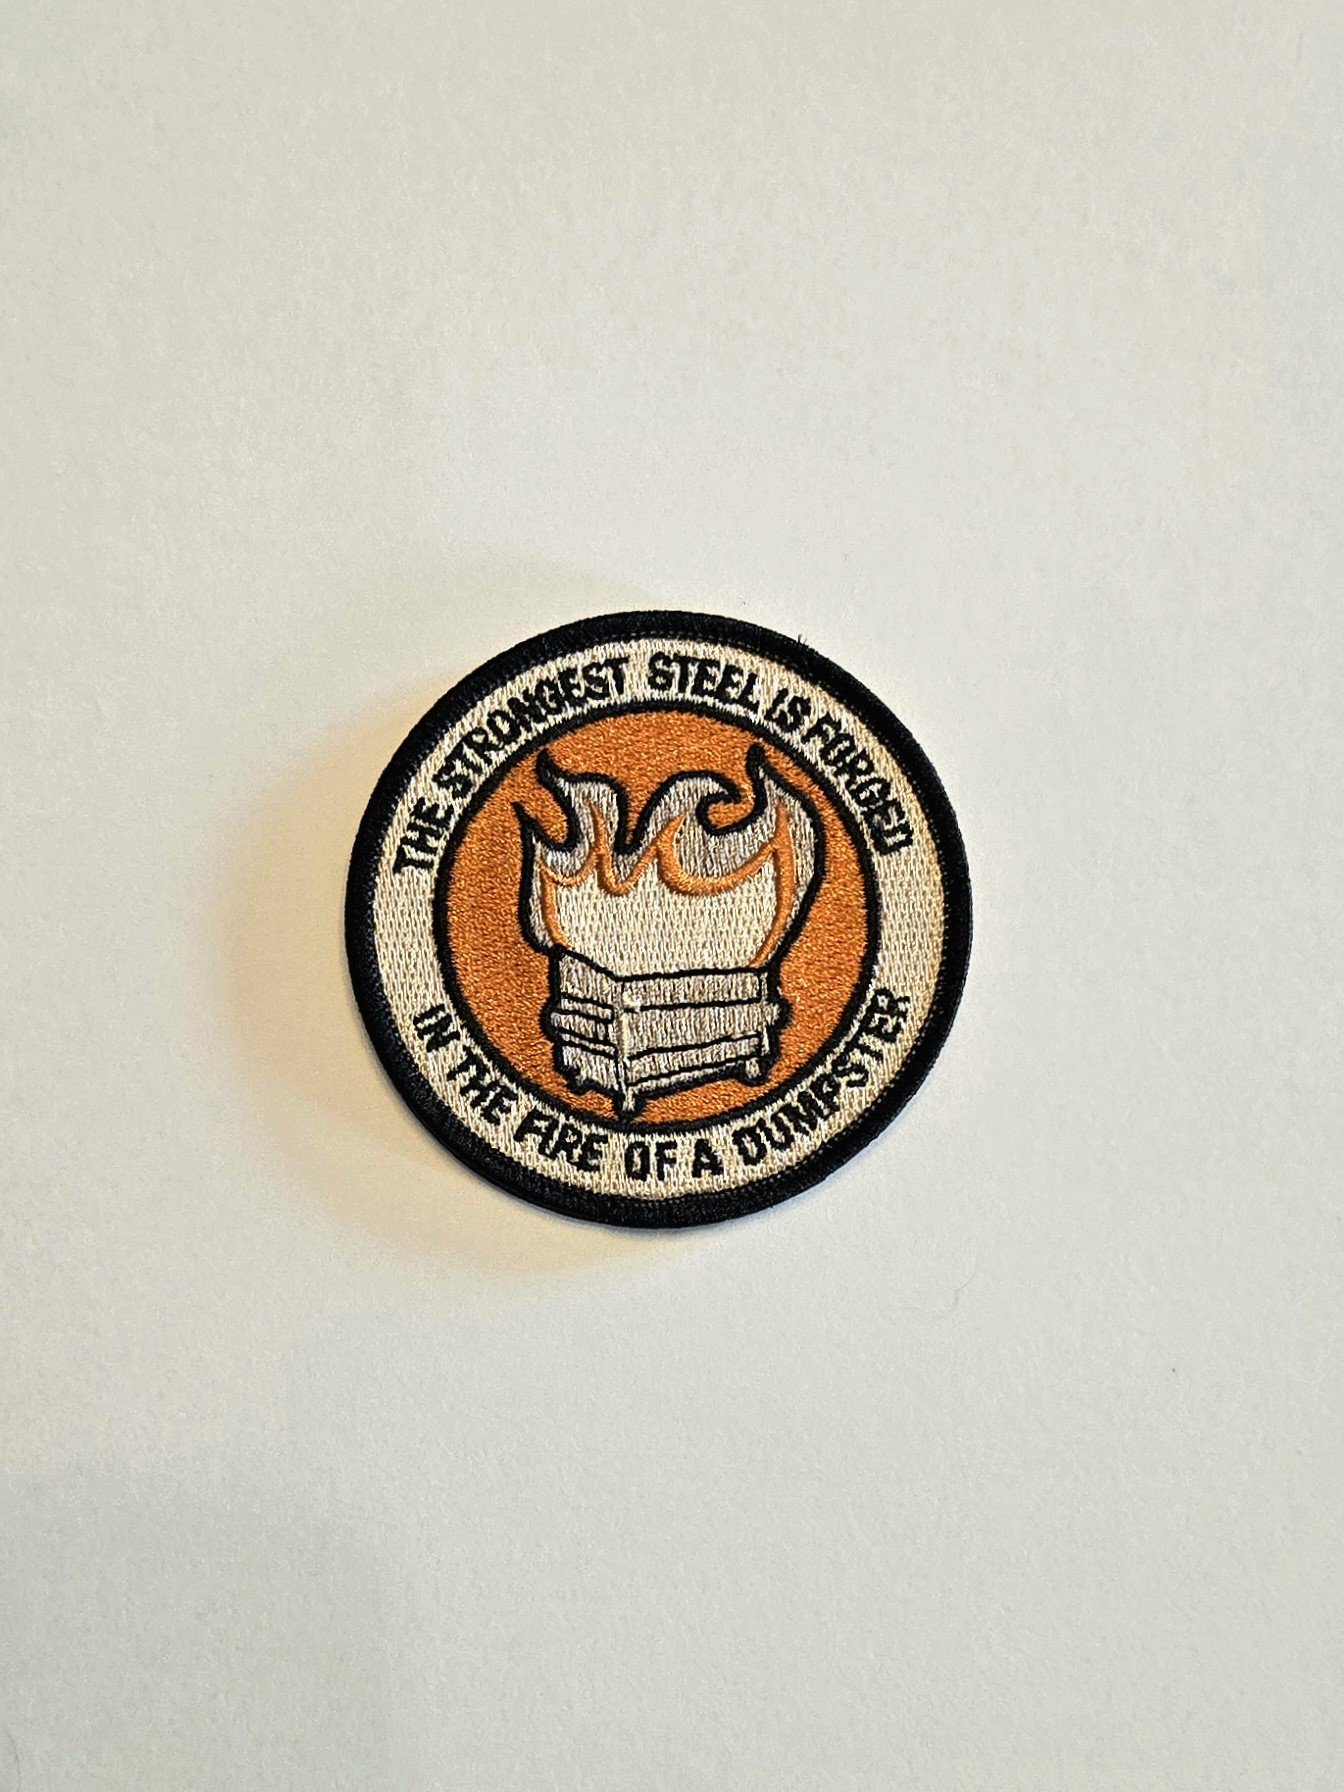 THE STRONGEST STEEL IS FORGED
IN THE FIRE OF A DUMPSTER